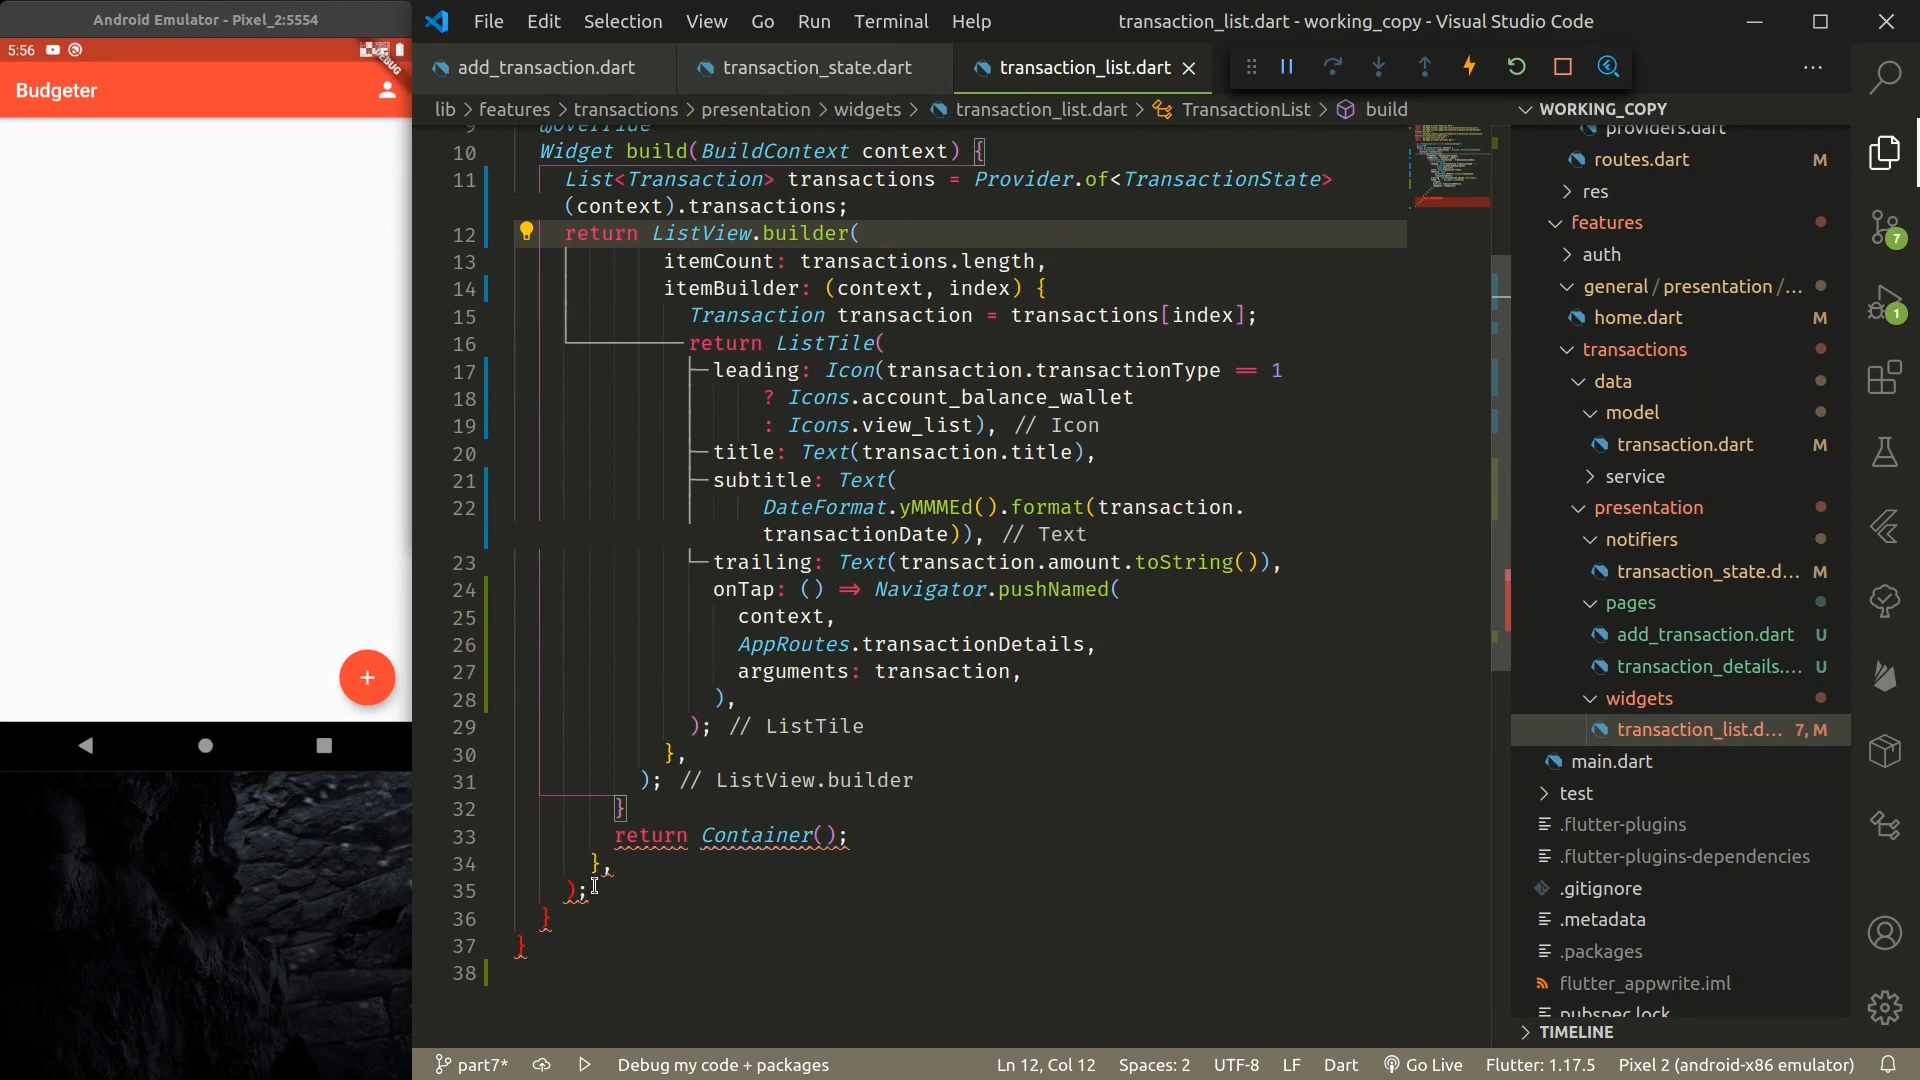 Android Emulator - Pixel_2:5554
5:56
DEBUG
Budgeter
+
File Edit Selection View Go Run Terminal Help
transaction_list.dart - working_copy - Visual Studio Code
add_transaction.dart
transaction_state.dart
transaction_list.dart
lib > features > transactions > presentation > widgets > transaction_list.dart > TransactionList > build
9 @override
10 Widget build(BuildContext context) {
11 List<Transaction> transactions = Provider.of<TransactionState>
(context).transactions;
12 return ListView.builder(
13 itemCount: transactions.length,
14 itemBuilder: (context, index) {
15 Transaction transaction = transactions[index];
16 return ListTile(
17 leading: Icon(transaction.transactionType == 1
18 ? Icons.account_balance_wallet
19 : Icons.view_list), // Icon
20 title: Text(transaction.title),
21 subtitle: Text(
22 DateFormat.yMMMEd().format(transaction.
transactionDate)), // Text
23 trailing: Text(transaction.amount.toString()),
24 onTap: () => Navigator.pushNamed(
25 context,
26 AppRoutes.transactionDetails,
27 arguments: transaction,
28 ),
29 ); // ListTile
30 },
31 ); // ListView.builder
32 }
33 return Container();
34 },
35 );
36 }
37 }
38
WORKING_COPY
providers.dart
routes.dart M
res
features
auth
general / presentation / ...
home.dart M
transactions
data
model
transaction.dart M
service
presentation
notifiers
transaction_state.d... M
pages
add_transaction.dart U
transaction_details.... U
widgets
transaction_list.d... 7, M
main.dart
test
.flutter-plugins
.flutter-plugins-dependencies
.gitignore
.metadata
.packages
flutter_appwrite.iml
pubspec.lock
TIMELINE
7
1
part7*
Debug my code + packages
Ln 12, Col 12
Spaces: 2
UTF-8
LF
Dart
Go Live
Flutter: 1.17.5
Pixel 2 (android-x86 emulator)